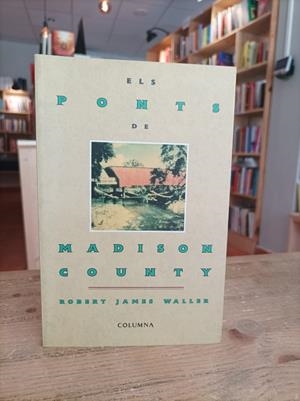 ELS
PONTS
DE
MADISON
COUNTY
ROBERT JAMES WALLER
COLUMNA